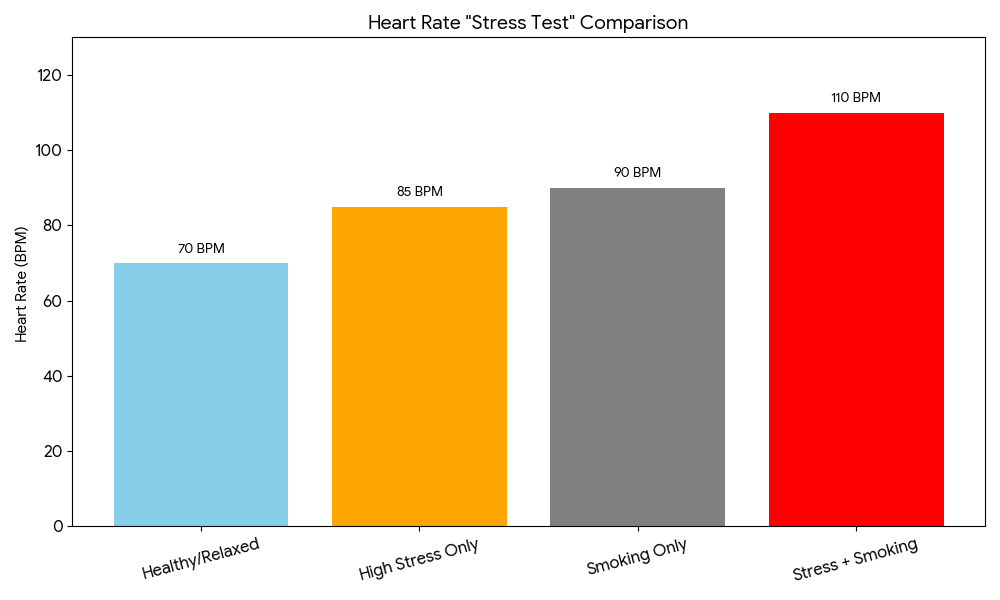 Heart Rate "Stress Test" Comparison
Heart Rate (BPM)
120
100
80
60
40
20
0
70 BPM
85 BPM
90 BPM
110 BPM
Healthy/Relaxed
High Stress Only
Smoking Only
Stress + Smoking